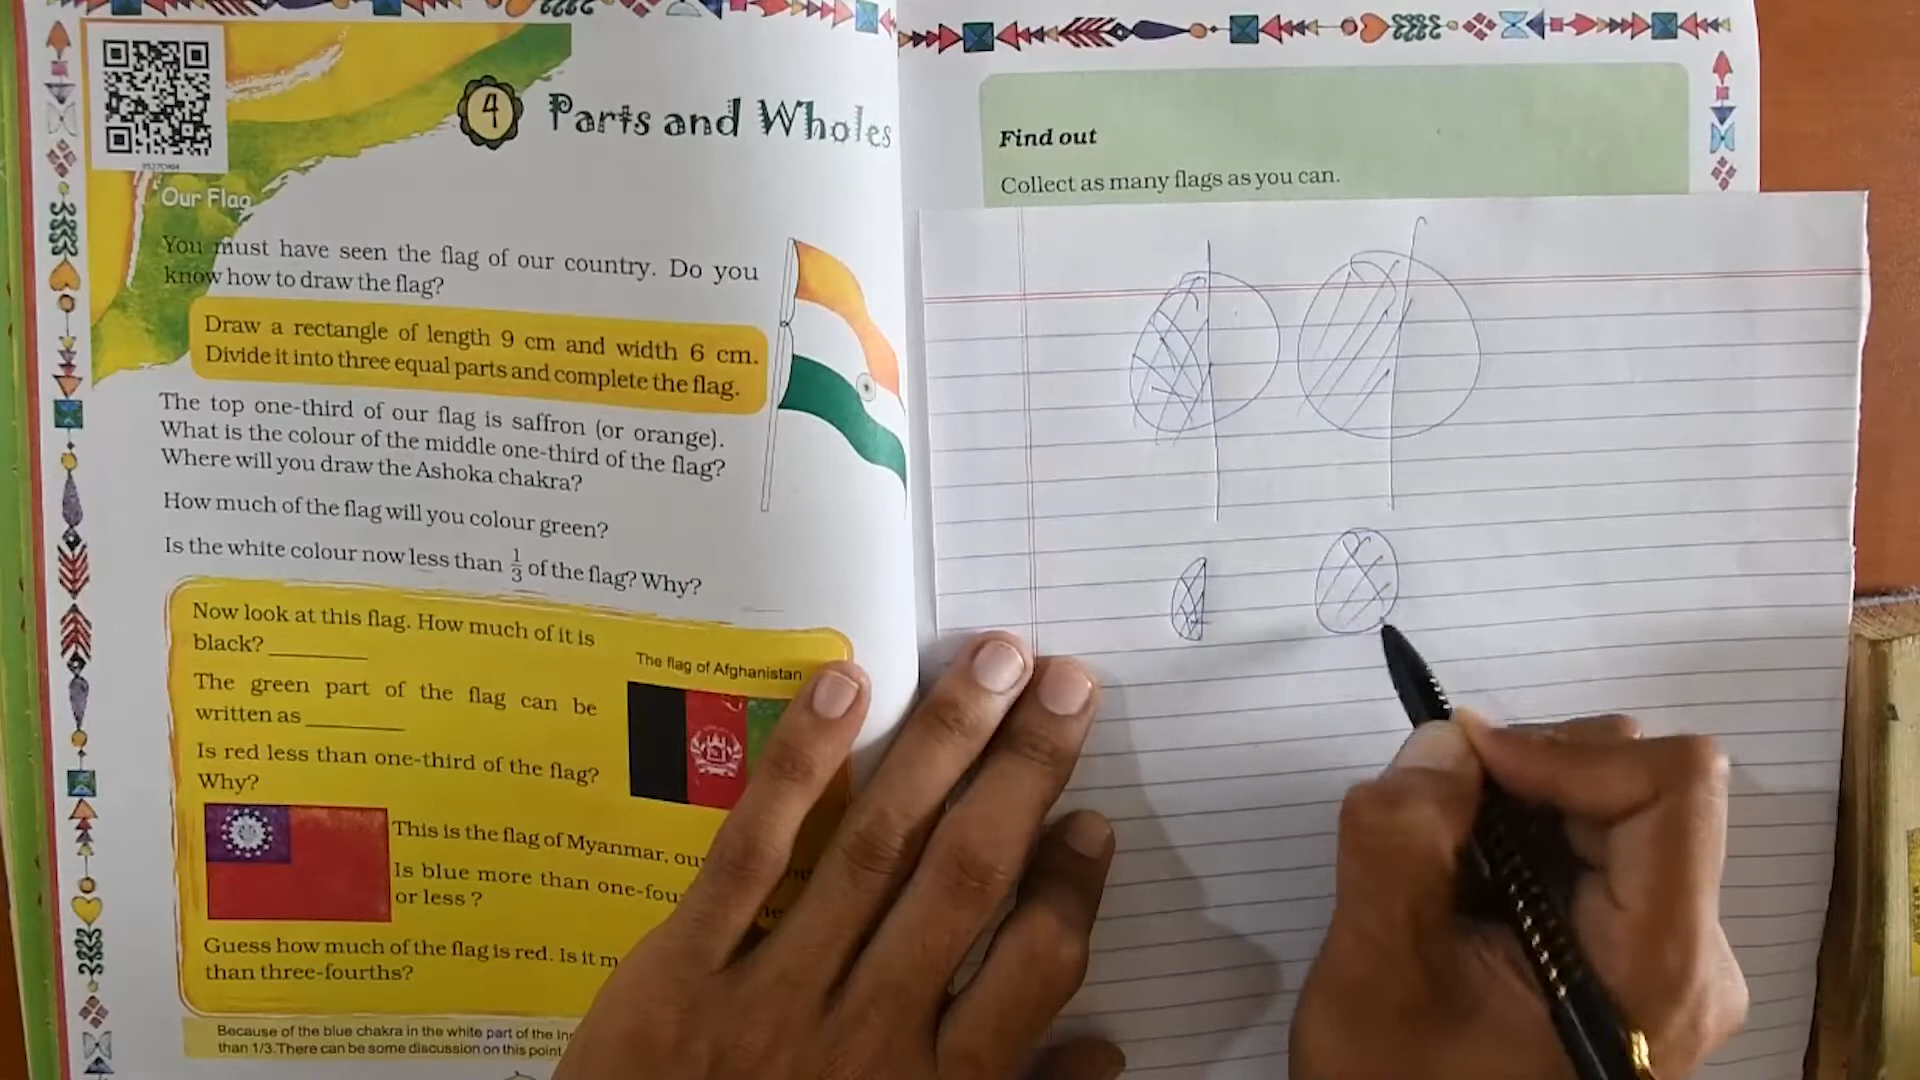 4 Parts and Wholes
Our Flag
You must have seen the flag of our country. Do you
know how to draw the flag?
Draw a rectangle of length 9 cm and width 6 cm.
Divide it into three equal parts and complete the flag.
The top one-third of our flag is saffron (or orange).
What is the colour of the middle one-third of the flag?
Where will you draw the Ashoka chakra?
How much of the flag will you colour green?
Is the white colour now less than 1/3 of the flag? Why?
Now look at this flag. How much of it is
black? ________
The flag of Afghanistan
The green part of the flag can be
written as ________
Is red less than one-third of the flag?
Why?
This is the flag of Myanmar, ou
Is blue more than one-fou
or less ?
Guess how much of the flag is red. Is it m
than three-fourths?
Because of the blue chakra in the white part of the In
than 1/3.There can be some discussion on this point
Find out
Collect as many flags as you can.